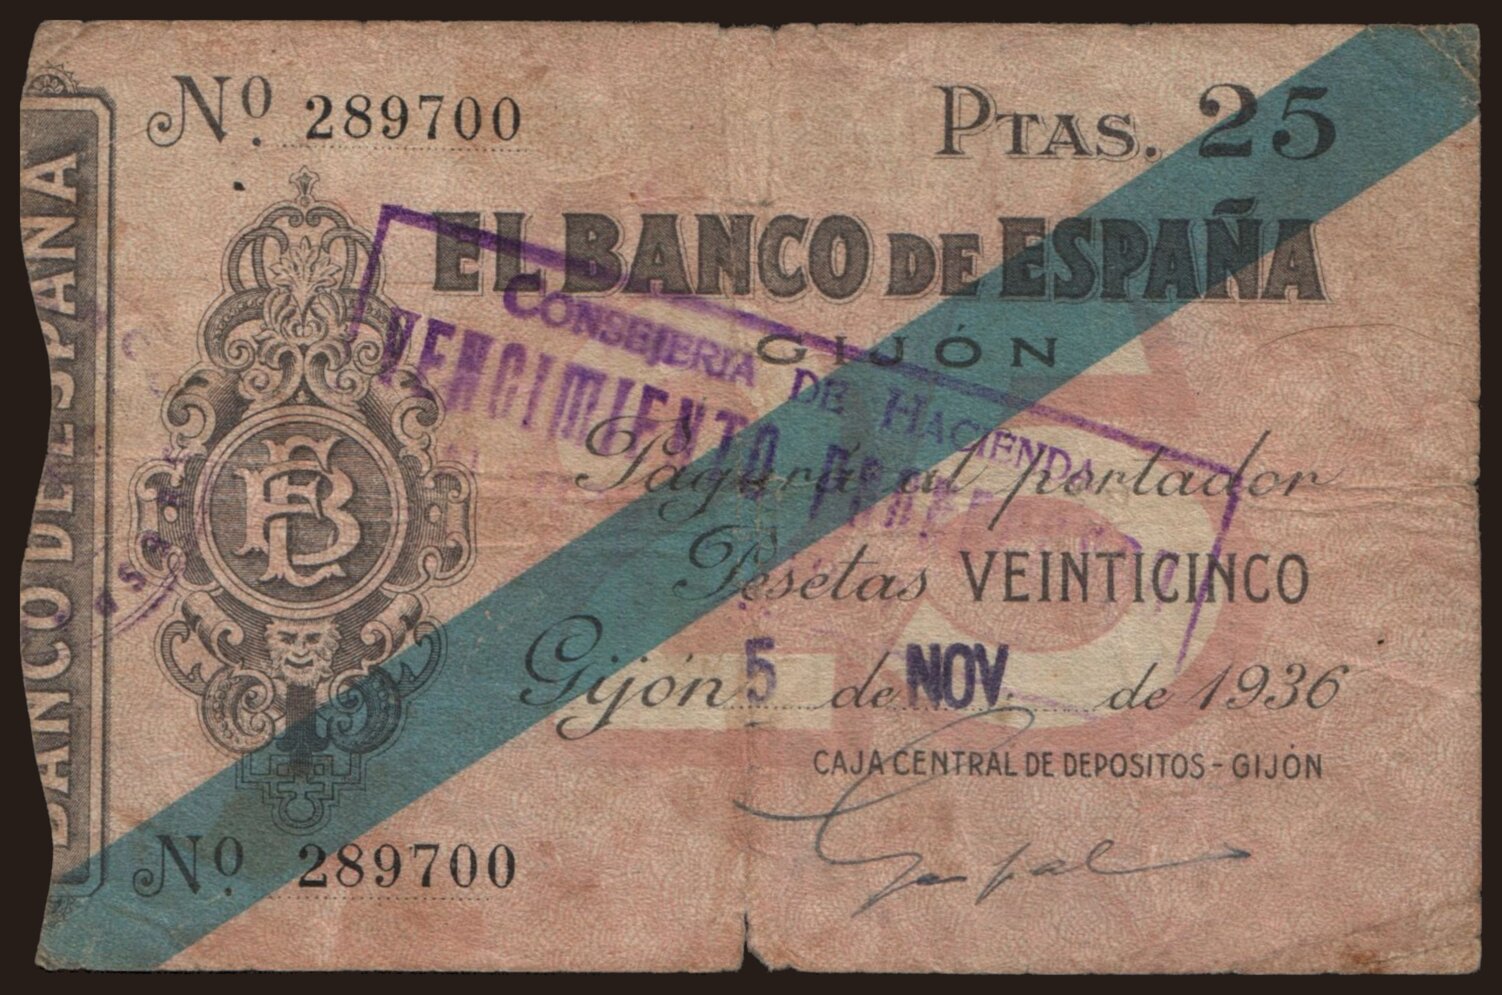 Nº 289700
PTAS. 25
BANCO DE ESPAÑA
EL BANCO DE ESPAÑA
GIJÓN
CONSEJERIA DE HACIENDA
VENCIMIENTO
Pagará al portador
Pesetas VEINTICINCO
Gijón 5 de NOV. de 1936
CAJA CENTRAL DE DEPOSITOS - GIJÓN
Nº 289700
EB